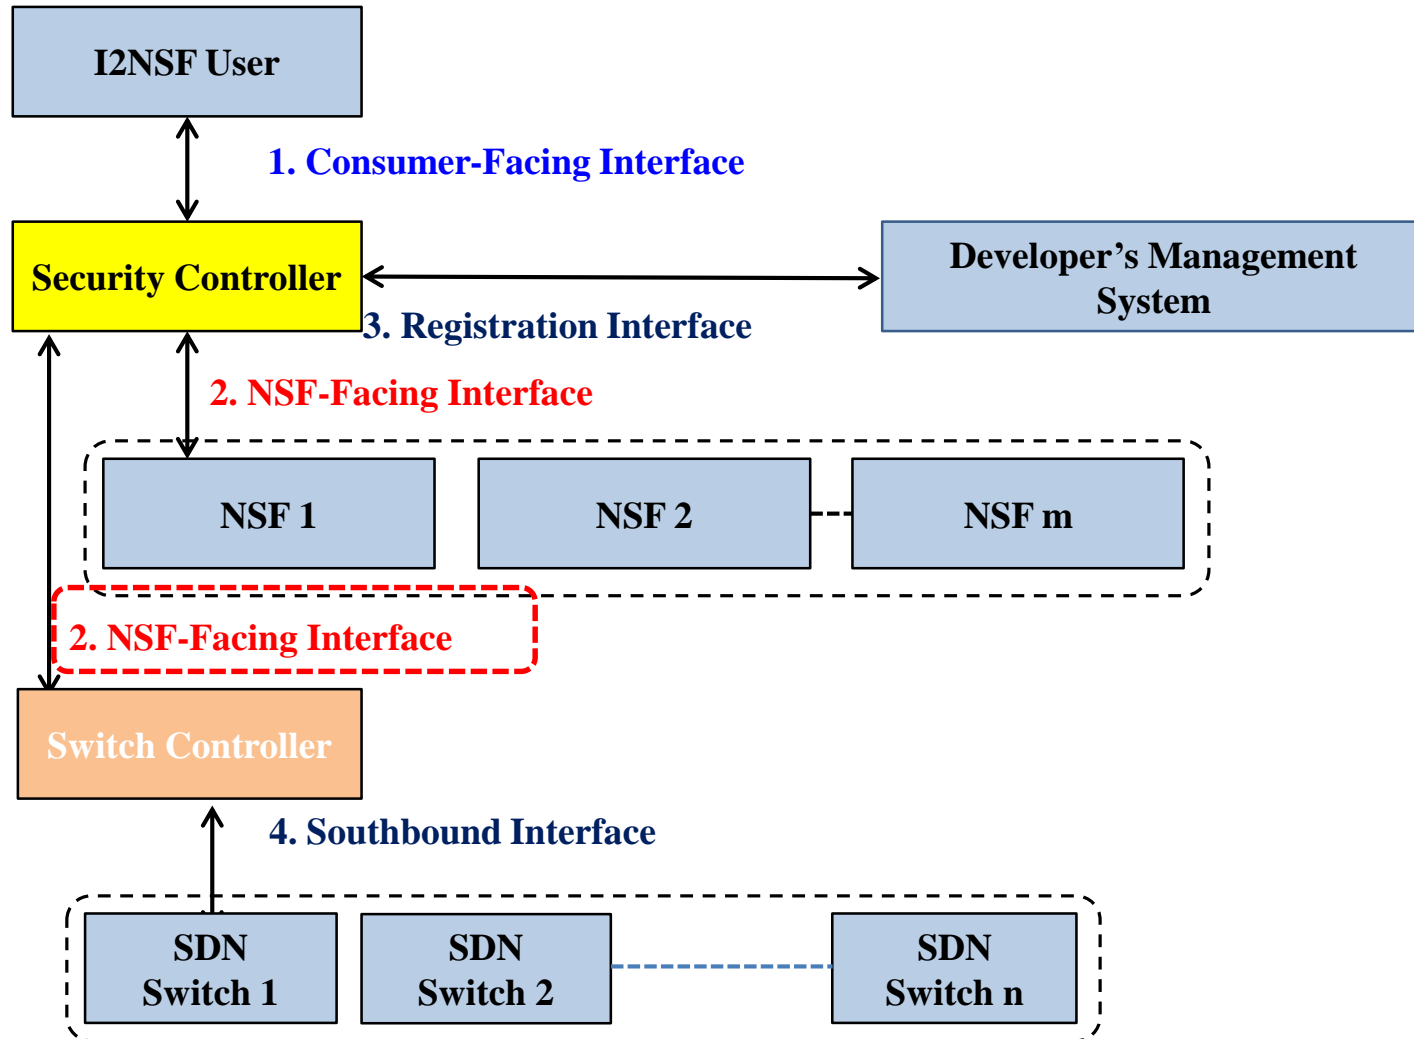 I2NSF User
1. Consumer-Facing Interface
Security Controller
Developer’s Management
System
3. Registration Interface
2. NSF-Facing Interface
NSF 1
NSF 2
NSF m
2. NSF-Facing Interface
Switch Controller
4. Southbound Interface
SDN
Switch 1
SDN
Switch 2
SDN
Switch n